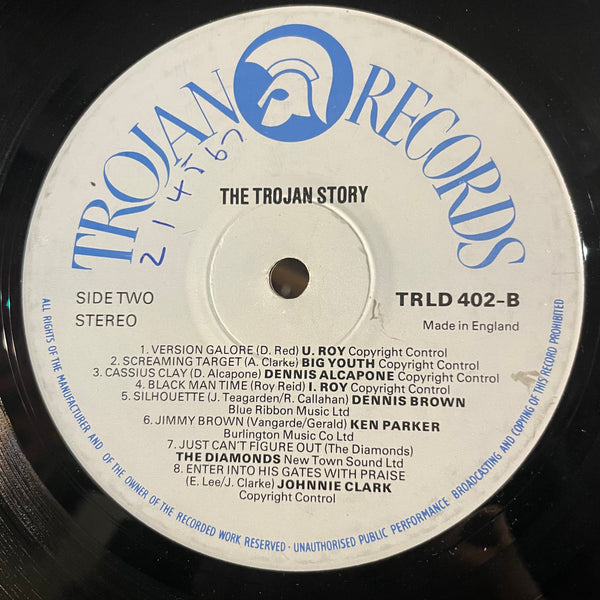 TROJAN RECORDS
214567
THE TROJAN STORY
SIDE TWO
STEREO
TRLD 402-B
Made in England
1. VERSION GALORE (D. Red) U. ROY Copyright Control
2. SCREAMING TARGET (A. Clarke) BIG YOUTH Copyright Control
3. CASSIUS CLAY (D. Alcapone) DENNIS ALCAPONE Copyright Control
4. BLACK MAN TIME (Roy Reid) I. ROY Copyright Control
5. SILHOUETTE (J. Teagarden/R. Callahan) DENNIS BROWN
Blue Ribbon Music Ltd
6. JIMMY BROWN (Vangarde/Gerald) KEN PARKER
Burlington Music Co Ltd
7. JUST CAN'T FIGURE OUT (The Diamonds)
THE DIAMONDS New Town Sound Ltd
8. ENTER INTO HIS GATES WITH PRAISE
(E. Lee/J. Clarke) JOHNNIE CLARK
Copyright Control
ALL RIGHTS OF THE MANUFACTURER AND OF THE OWNER OF THE RECORDED WORK RESERVED · UNAUTHORISED PUBLIC PERFORMANCE BROADCASTING AND COPYING OF THIS RECORD PROHIBITED